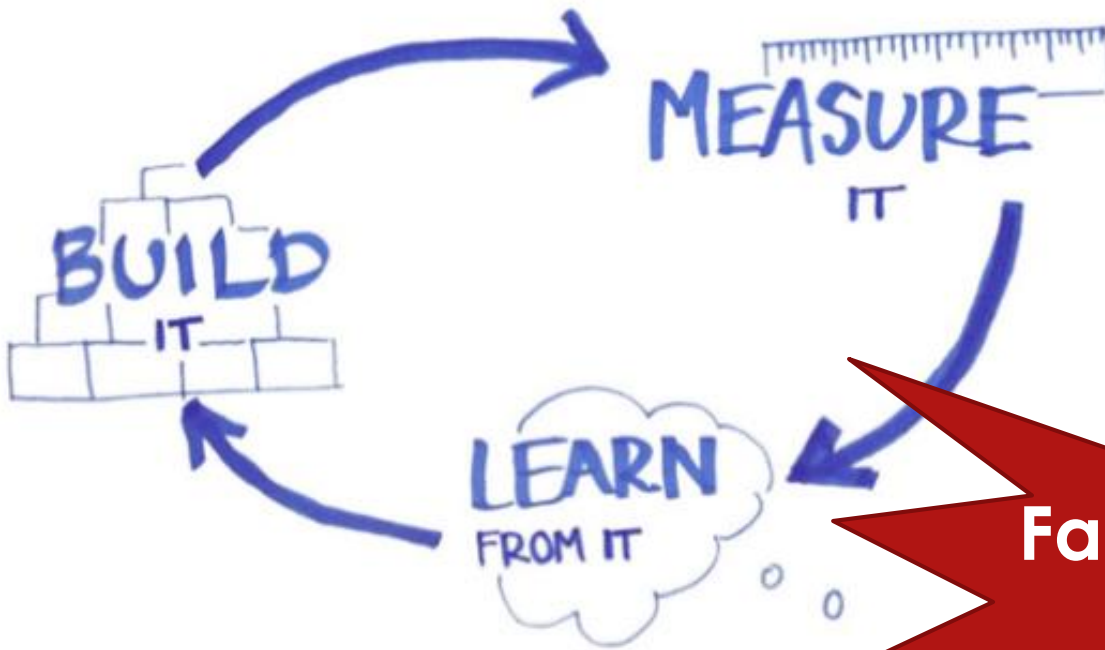 MEASURE
IT
BUILD
IT
LEARN
FROM IT
Fa